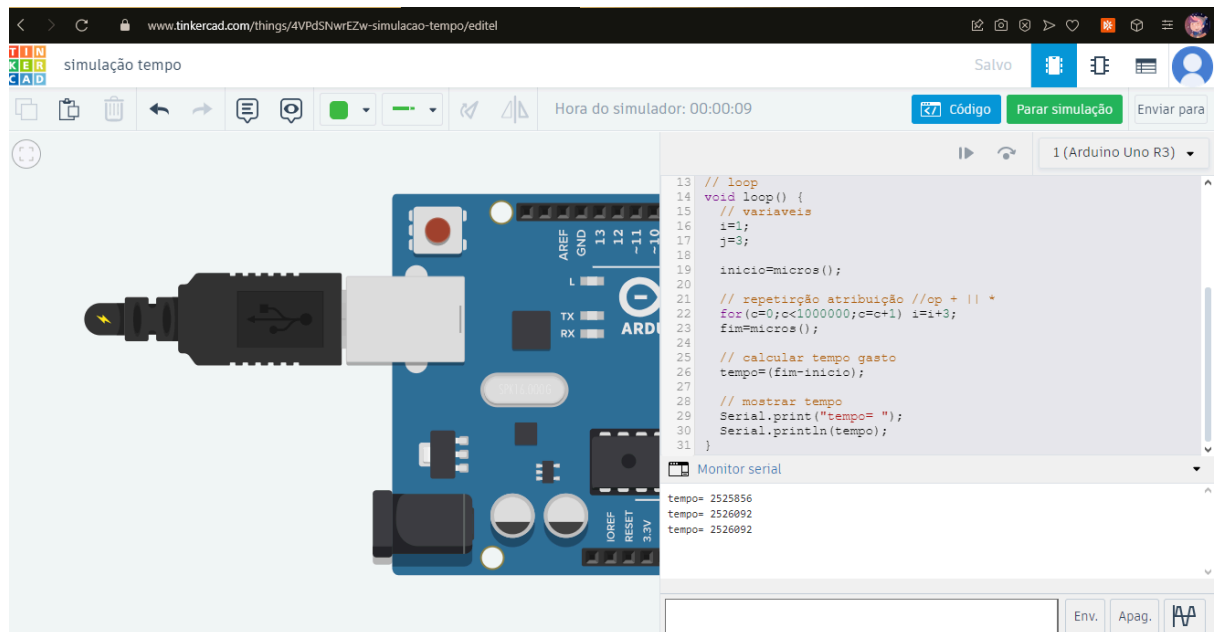 www.tinkercad.com/things/4VPdSNwrEZw-simulacao-tempo/editel
TIN
KER
CAD
simulação tempo
Salvo
Hora do simulador: 00:00:09
Código
Parar simulação
Enviar para
1 (Arduino Uno R3)
13 // loop
14 void loop() {
15 // variaveis
16 i=1;
17 j=3;
18
19 inicio=micros();
20
21 // repetirção atribuição //op + || *
22 for(c=0;c<1000000;c=c+1) i=i+3;
23 fim=micros();
24
25 // calcular tempo gasto
26 tempo=(fim-inicio);
27
28 // mostrar tempo
29 Serial.print("tempo= ");
30 Serial.println(tempo);
31 }
AREF
GND
13
12
~11
~10
L
TX
RX
ARDU
IOREF
RESET
3.3V
Monitor serial
tempo= 2525856
tempo= 2526092
tempo= 2526092
Env.
Apag.